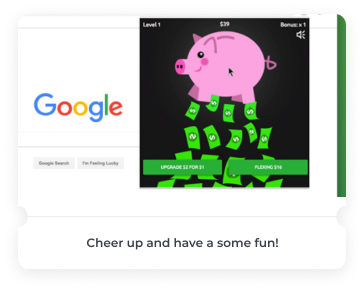 Level 1
$39
Bonus: x 1
Google
Google Search
I'm Feeling Lucky
UPGRADE $2 FOR $1
FLEXING $16
Cheer up and have a some fun!